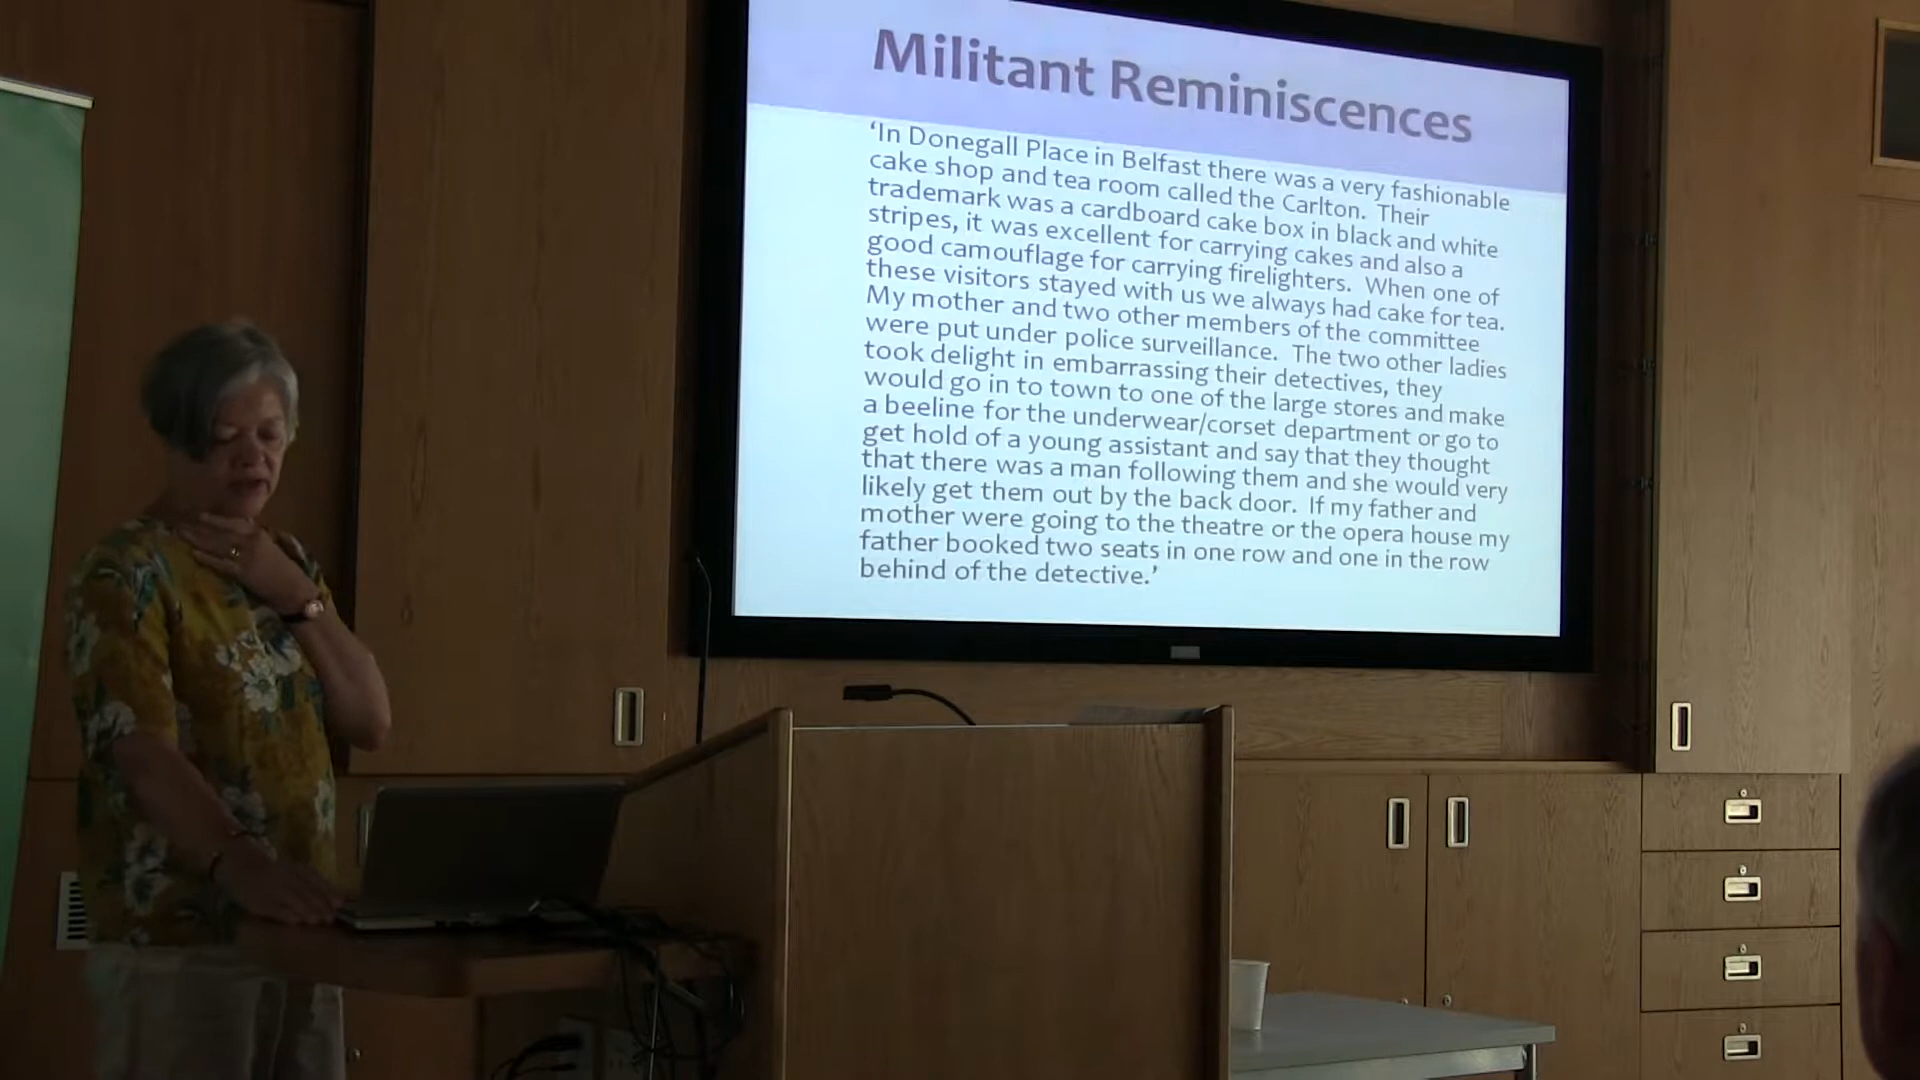 Militant Reminiscences
‘In Donegall Place in Belfast there was a very fashionable
cake shop and tea room called the Carlton. Their
trademark was a cardboard cake box in black and white
stripes, it was excellent for carrying cakes and also a
good camouflage for carrying firelighters. When one of
these visitors stayed with us we always had cake for tea.
My mother and two other members of the committee
were put under police surveillance. The two other ladies
took delight in embarrassing their detectives, they
would go in to town to one of the large stores and make
a beeline for the underwear/corset department or go to
get hold of a young assistant and say that they thought
that there was a man following them and she would very
likely get them out by the back door. If my father and
mother were going to the theatre or the opera house my
father booked two seats in one row and one in the row
behind of the detective.’